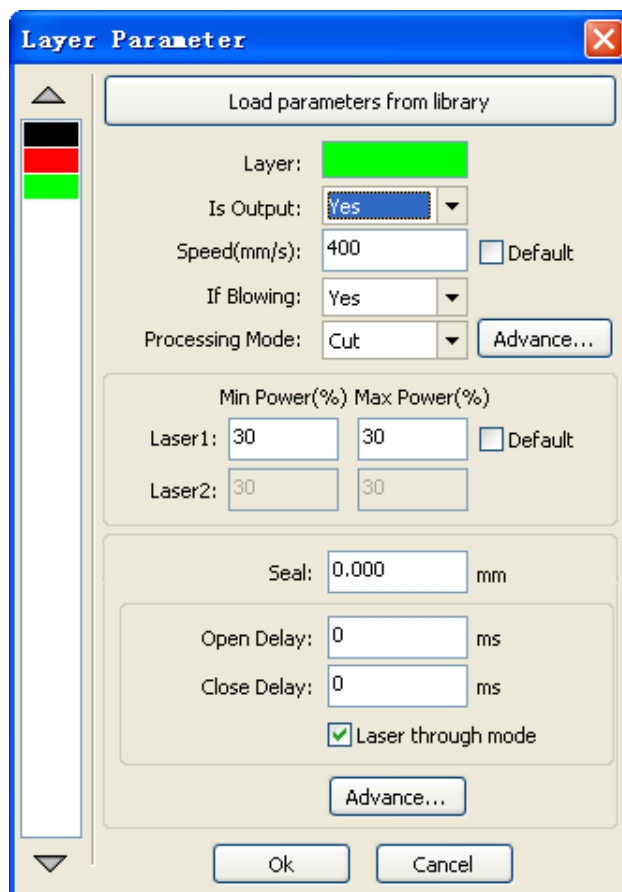 Layer Parameter
Load parameters from library
Layer:
Is Output: Yes
Speed(mm/s): 400 Default
If Blowing: Yes
Processing Mode: Cut Advance...
Min Power(%) Max Power(%)
Laser1: 30 30 Default
Laser2: 30 30
Seal: 0.000 mm
Open Delay: 0 ms
Close Delay: 0 ms
Laser through mode
Advance...
Ok Cancel